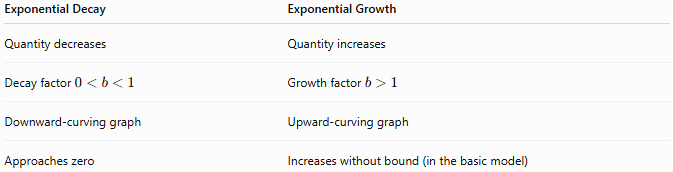 Exponential Decay Exponential Growth
Quantity decreases Quantity increases
Decay factor 0 < b < 1 Growth factor b > 1
Downward-curving graph Upward-curving graph
Approaches zero Increases without bound (in the basic model)